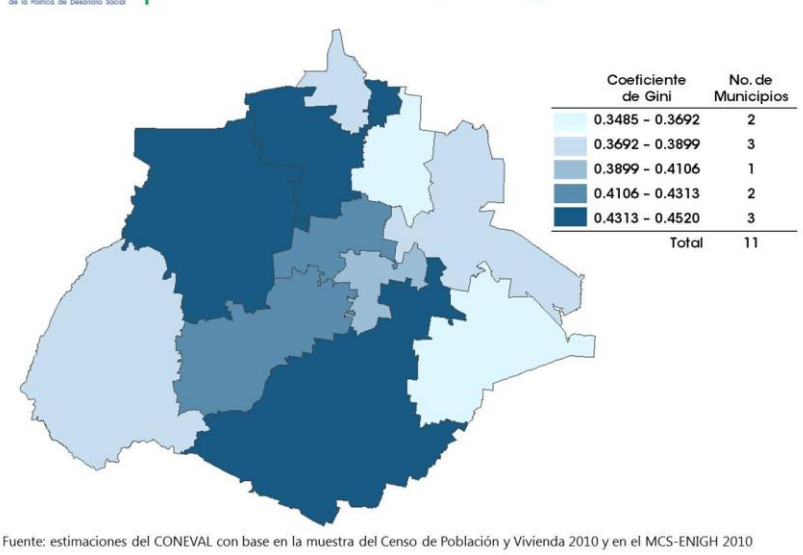 de la Política de Desarrollo Social
Coeficiente de Gini No. de Municipios
0.3485 - 0.3692 2
0.3692 - 0.3899 3
0.3899 - 0.4106 1
0.4106 - 0.4313 2
0.4313 - 0.4520 3
Total 11
Fuente: estimaciones del CONEVAL con base en la muestra del Censo de Población y Vivienda 2010 y en el MCS-ENIGH 2010